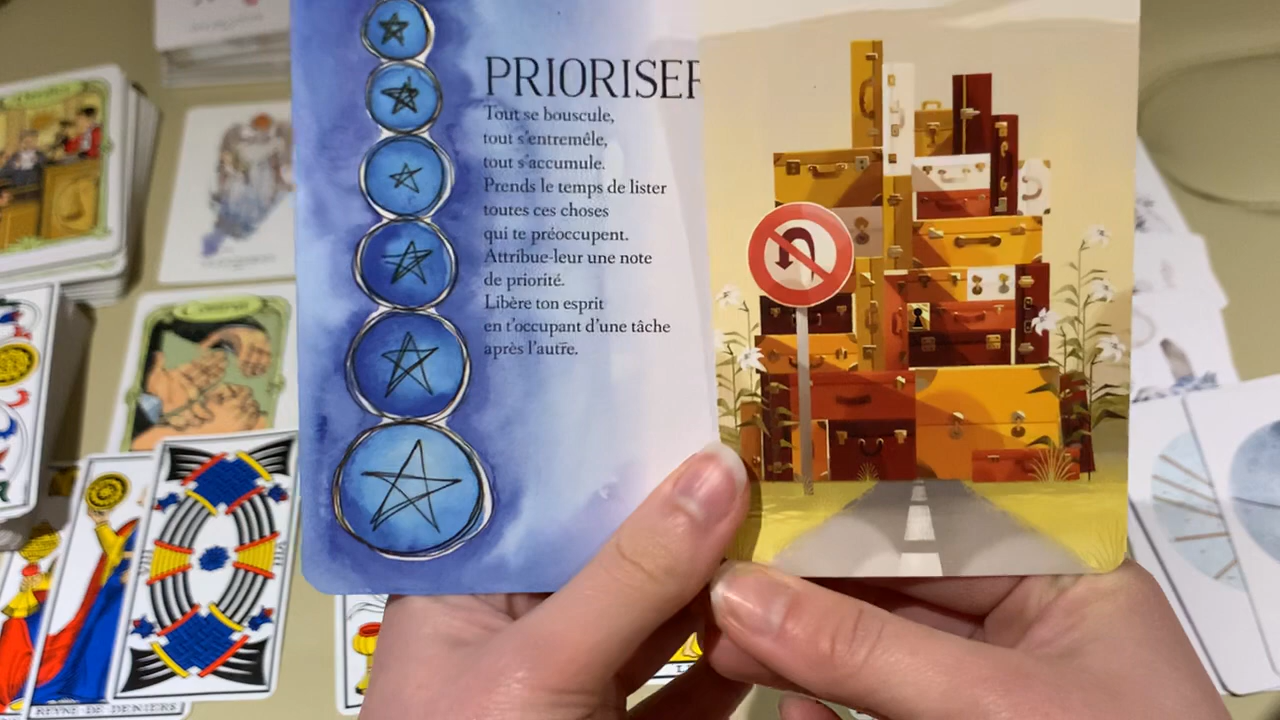 PRIORISER
Tout se bouscule,
tout s'entremêle,
tout s'accumule.
Prends le temps de lister
toutes ces choses
qui te préoccupent.
Attribue-leur une note
de priorité.
Libère ton esprit
en t'occupant d'une tâche
après l'autre.
REYNE DE DENIERS